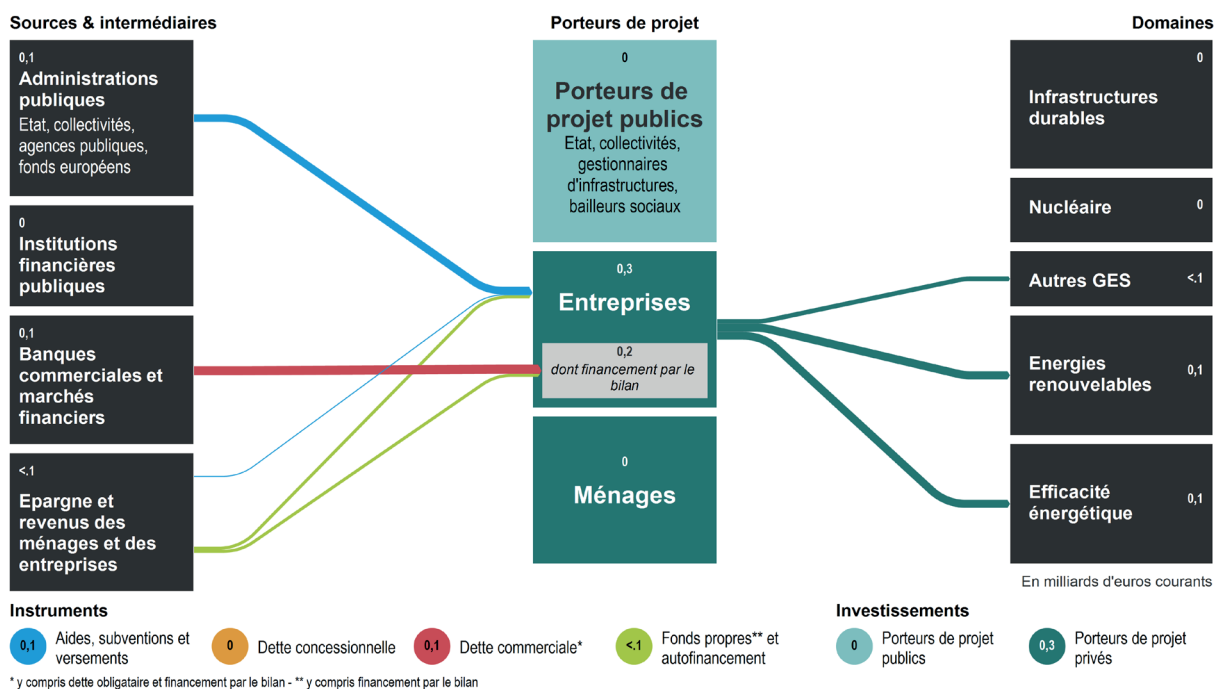 Sources & intermédiaires
0,1
Administrations
publiques
Etat, collectivités,
agences publiques,
fonds européens
0
Institutions
financières
publiques
0,1
Banques
commerciales et
marchés
financiers
<.1
Epargne et
revenus des
ménages et des
entreprises
Porteurs de projet
0
Porteurs de
projet publics
Etat, collectivités,
gestionnaires
d'infrastructures,
bailleurs sociaux
0,3
Entreprises
0,2
dont financement par le
bilan
0
Ménages
Domaines
0
Infrastructures
durables
Nucléaire 0
Autres GES <.1
Energies
renouvelables
0,1
Efficacité
énergétique
0,1
En milliards d'euros courants
Instruments
0,1 Aides, subventions et
versements
0 Dette concessionnelle
0,1 Dette commerciale*
<.1 Fonds propres** et
autofinancement
Investissements
0 Porteurs de projet
publics
0,3 Porteurs de projet
privés
* y compris dette obligataire et financement par le bilan - ** y compris financement par le bilan